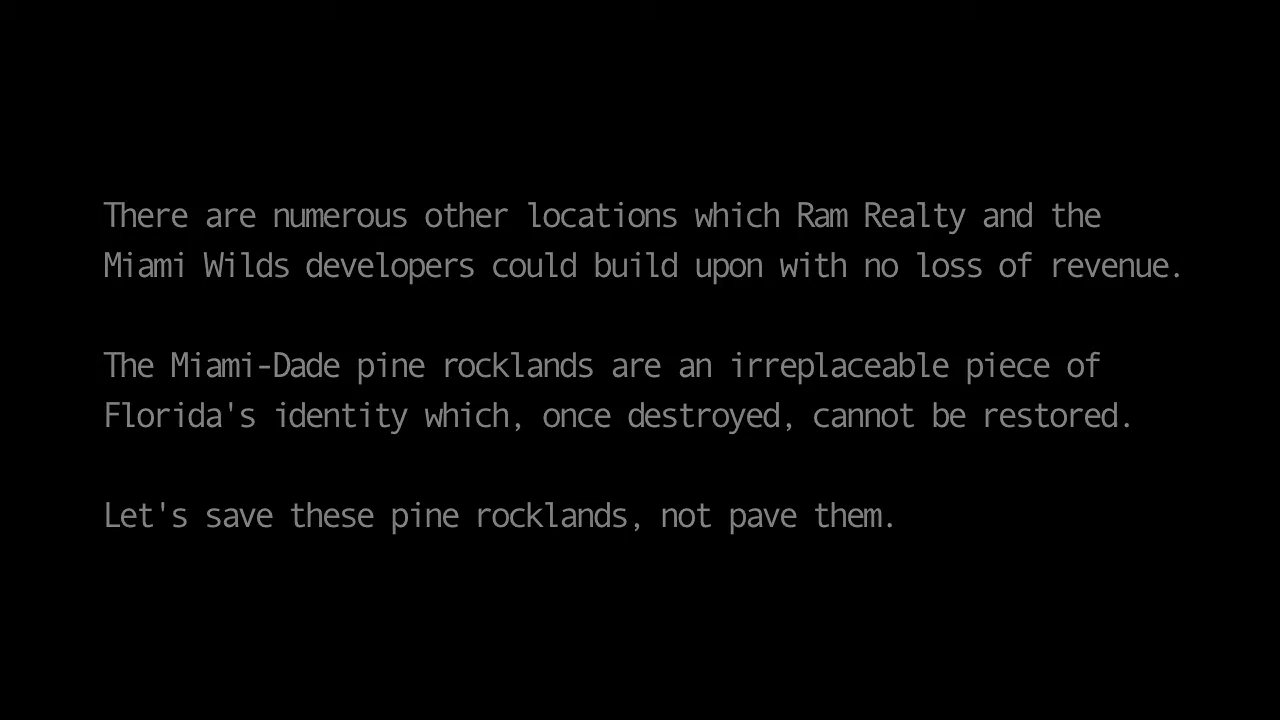 There are numerous other locations which Ram Realty and the
Miami Wilds developers could build upon with no loss of revenue.
The Miami-Dade pine rocklands are an irreplaceable piece of
Florida's identity which, once destroyed, cannot be restored.
Let's save these pine rocklands, not pave them.